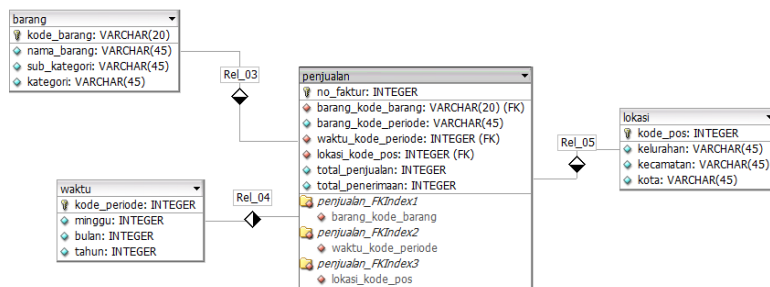 barang
kode_barang: VARCHAR(20)
nama_barang: VARCHAR(45)
sub_kategori: VARCHAR(45)
kategori: VARCHAR(45)
Rel_03
penjualan
no_faktur: INTEGER
barang_kode_barang: VARCHAR(20) (FK)
barang_kode_periode: VARCHAR(45)
waktu_kode_periode: INTEGER (FK)
lokasi_kode_pos: INTEGER (FK)
total_penjualan: INTEGER
total_penerimaan: INTEGER
penjualan_FKIndex1
barang_kode_barang
penjualan_FKIndex2
waktu_kode_periode
penjualan_FKIndex3
lokasi_kode_pos
Rel_05
lokasi
kode_pos: INTEGER
kelurahan: VARCHAR(45)
kecamatan: VARCHAR(45)
kota: VARCHAR(45)
waktu
kode_periode: INTEGER
minggu: INTEGER
bulan: INTEGER
tahun: INTEGER
Rel_04